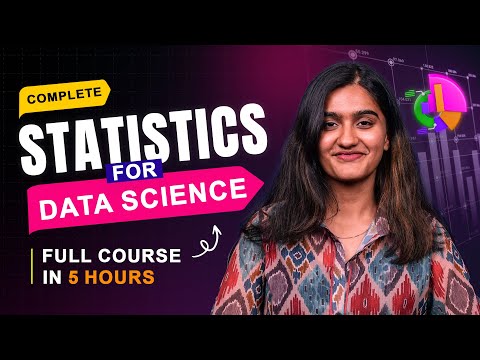 COMPLETE
STATISTICS
FOR
DATA SCIENCE
FULL COURSE
IN 5 HOURS